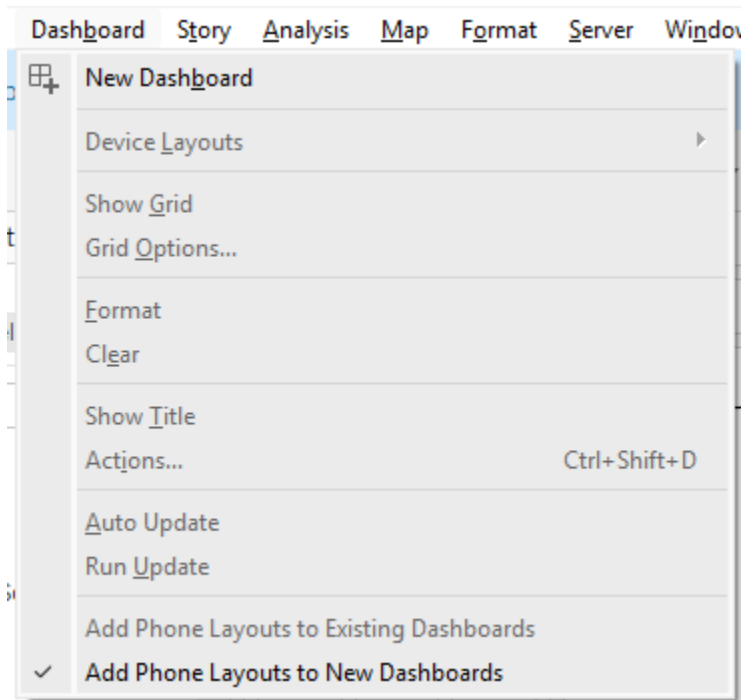 Dashboard Story Analysis Map Format Server
New Dashboard
Device Layouts
Show Grid
Grid Options...
Format
Clear
Show Title
Actions... Ctrl+Shift+D
Auto Update
Run Update
Add Phone Layouts to Existing Dashboards
Add Phone Layouts to New Dashboards